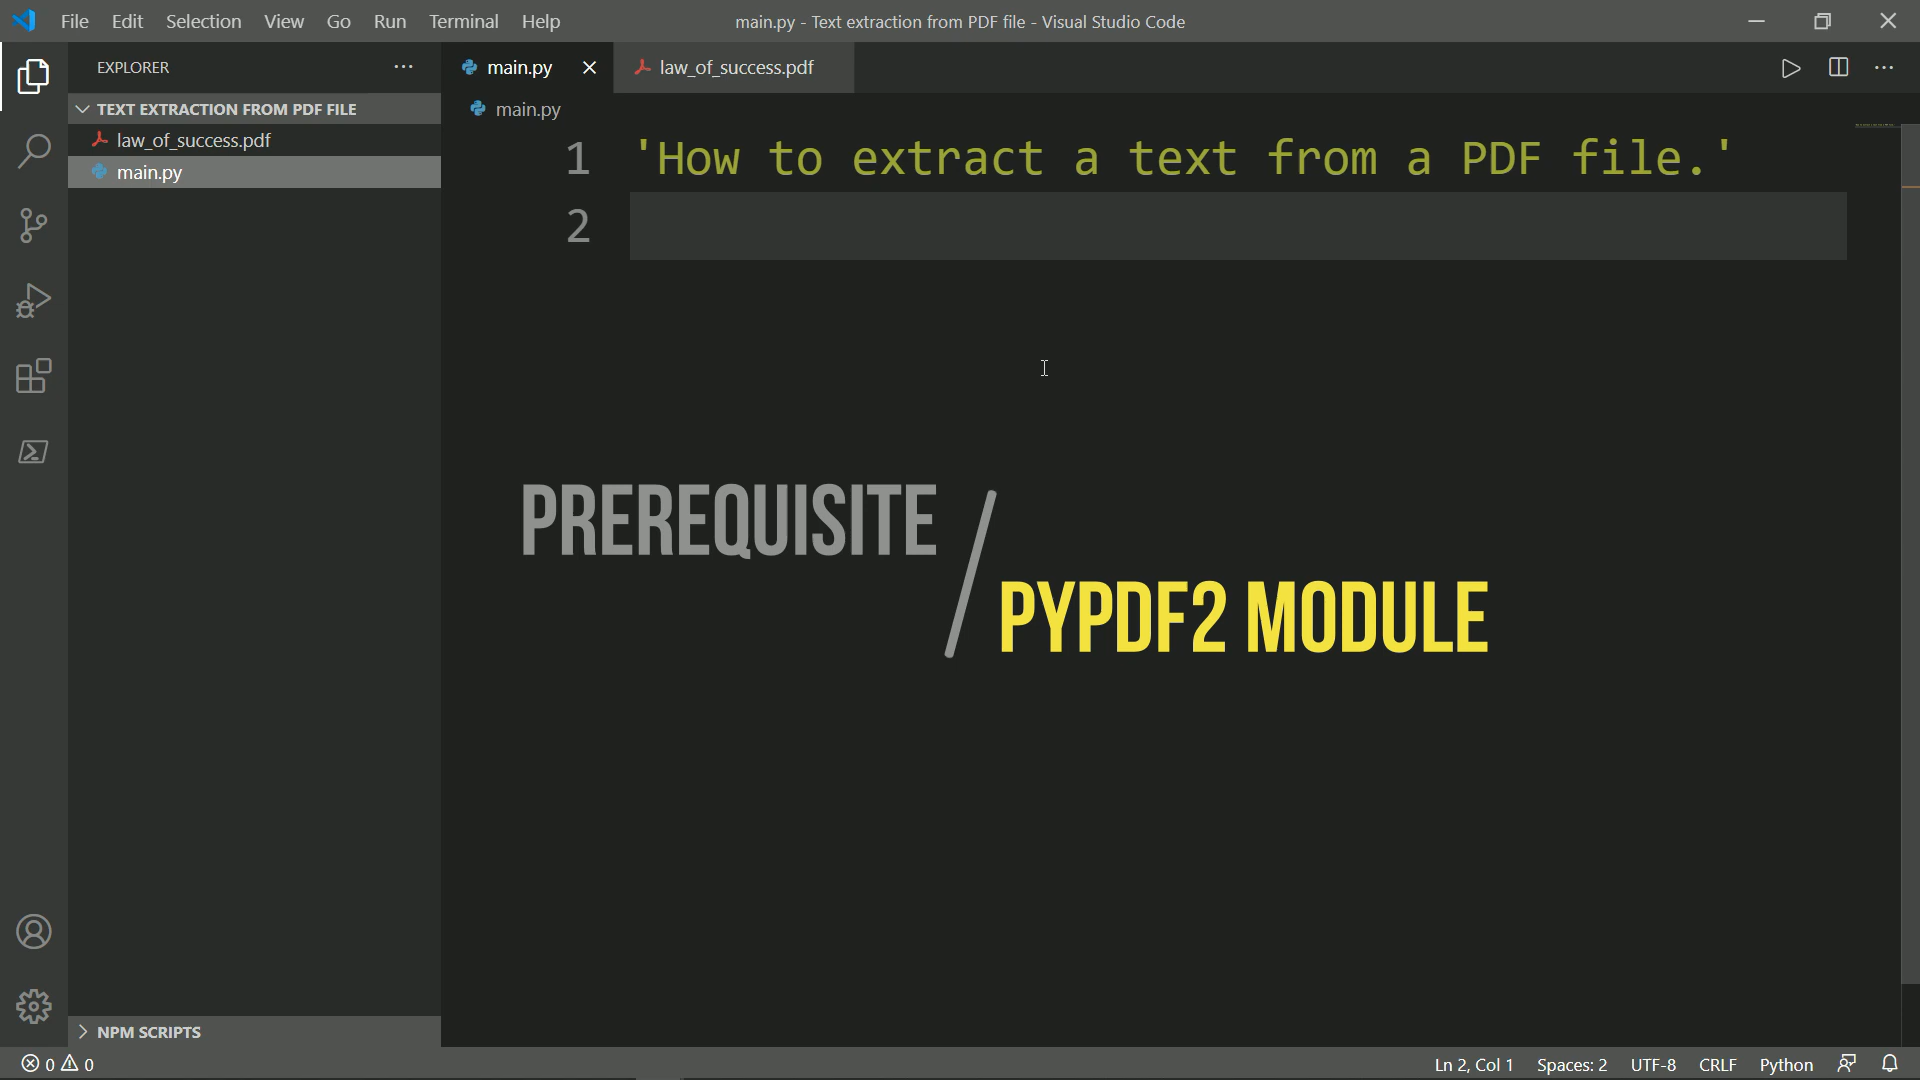 File Edit Selection View Go Run Terminal Help
main.py - Text extraction from PDF file - Visual Studio Code
EXPLORER
TEXT EXTRACTION FROM PDF FILE
law_of_success.pdf
main.py
NPM SCRIPTS
main.py
law_of_success.pdf
main.py
1 'How to extract a text from a PDF file.'
2
PREREQUISITE
PYPDF2 MODULE
0 0
Ln 2, Col 1 Spaces: 2 UTF-8 CRLF Python